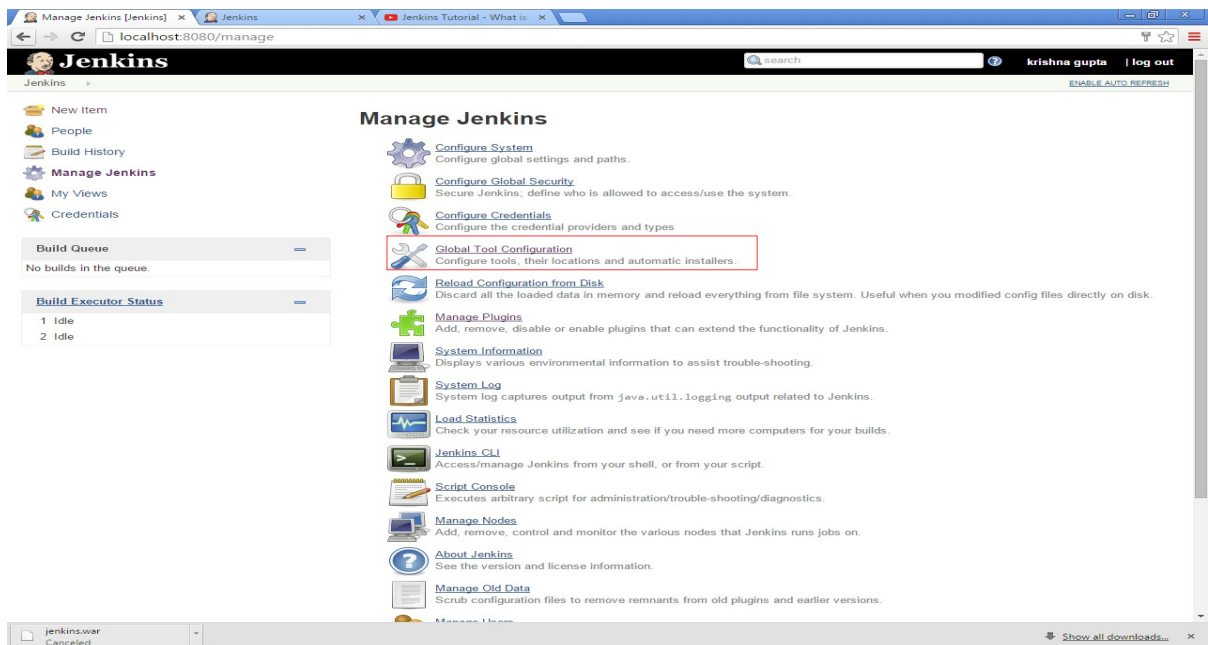 Manage Jenkins [Jenkins]
Jenkins
Jenkins Tutorial - What is
localhost:8080/manage
Jenkins
search
krishna gupta | log out
Jenkins
ENABLE AUTO REFRESH
New Item
People
Build History
Manage Jenkins
My Views
Credentials
Build Queue
No builds in the queue.
Build Executor Status
1 Idle
2 Idle
Manage Jenkins
Configure System
Configure global settings and paths.
Configure Global Security
Secure Jenkins; define who is allowed to access/use the system.
Configure Credentials
Configure the credential providers and types
Global Tool Configuration
Configure tools, their locations and automatic installers.
Reload Configuration from Disk
Discard all the loaded data in memory and reload everything from file system. Useful when you modified config files directly on disk.
Manage Plugins
Add, remove, disable or enable plugins that can extend the functionality of Jenkins.
System Information
Displays various environmental information to assist trouble-shooting.
System Log
System log captures output from java.util.logging output related to Jenkins.
Load Statistics
Check your resource utilization and see if you need more computers for your builds.
Jenkins CLI
Access/manage Jenkins from your shell, or from your script.
Script Console
Executes arbitrary script for administration/trouble-shooting/diagnostics.
Manage Nodes
Add, remove, control and monitor the various nodes that Jenkins runs jobs on.
About Jenkins
See the version and license information.
Manage Old Data
Scrub configuration files to remove remnants from old plugins and earlier versions.
Manage Users
jenkins.war
Canceled
Show all downloads...